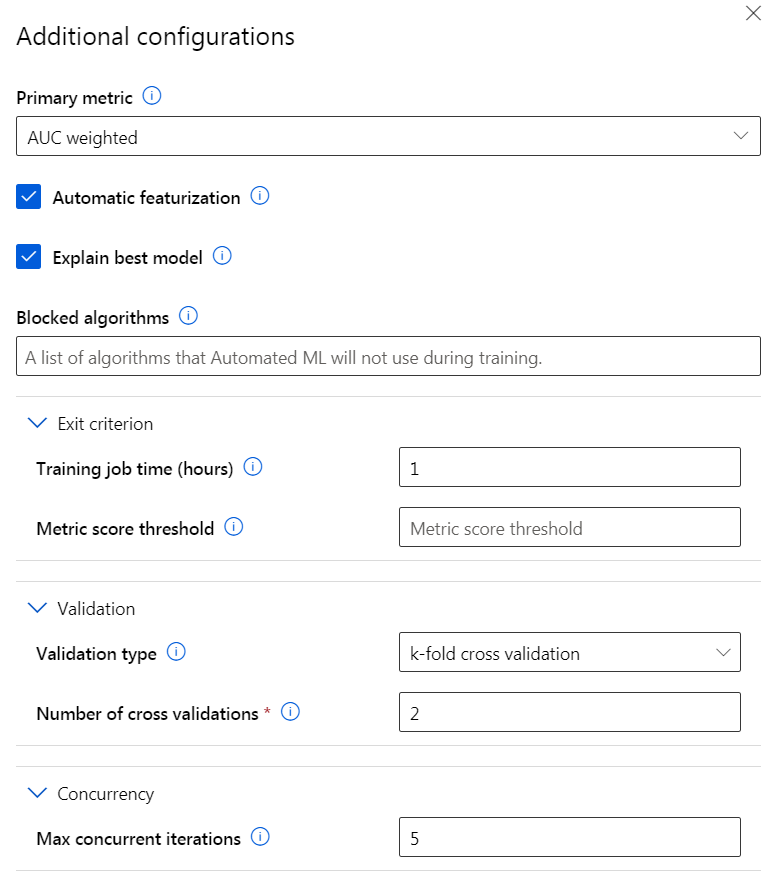 Additional configurations
Primary metric
AUC weighted
Automatic featurization
Explain best model
Blocked algorithms
A list of algorithms that Automated ML will not use during training.
Exit criterion
Training job time (hours)
1
Metric score threshold
Metric score threshold
Validation
Validation type
k-fold cross validation
Number of cross validations *
2
Concurrency
Max concurrent iterations
5